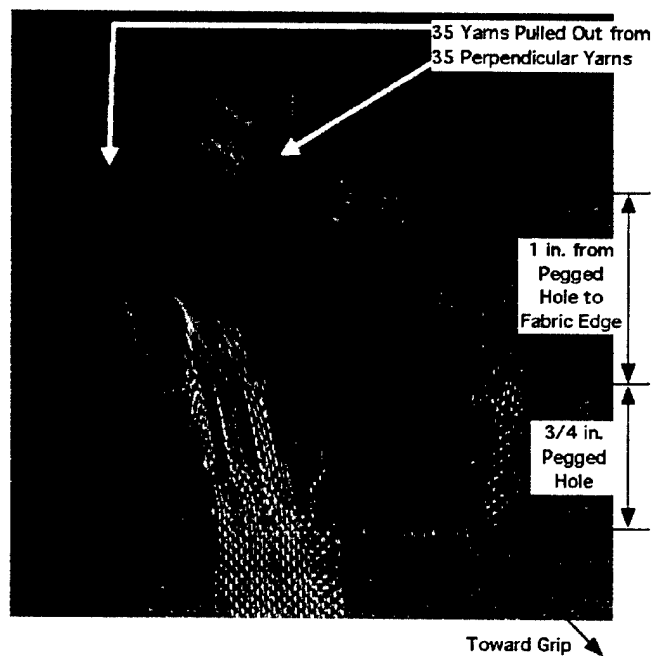 35 Yarns Pulled Out from
35 Perpendicular Yarns
1 in. from
Pegged
Hole to
Fabric Edge
3/4 in.
Pegged
Hole
Toward Grip